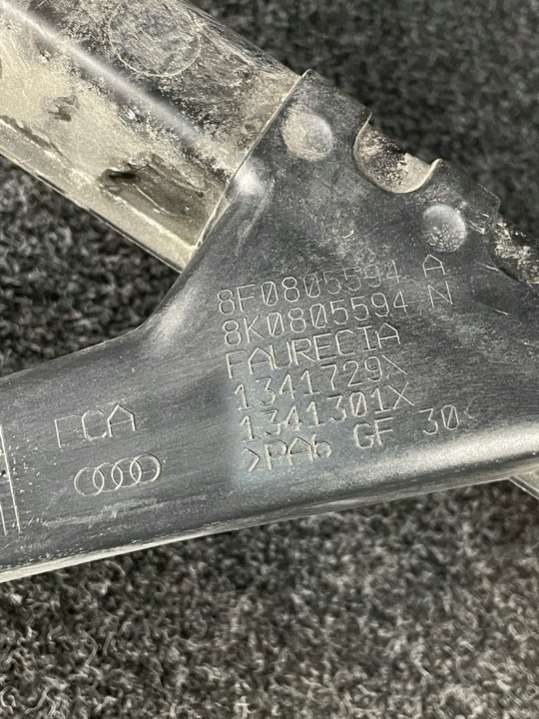 8F0805594 A
8K0805594 N
FAURECIA
1341729X
1341301X
>PA6 GF 30<
ECA